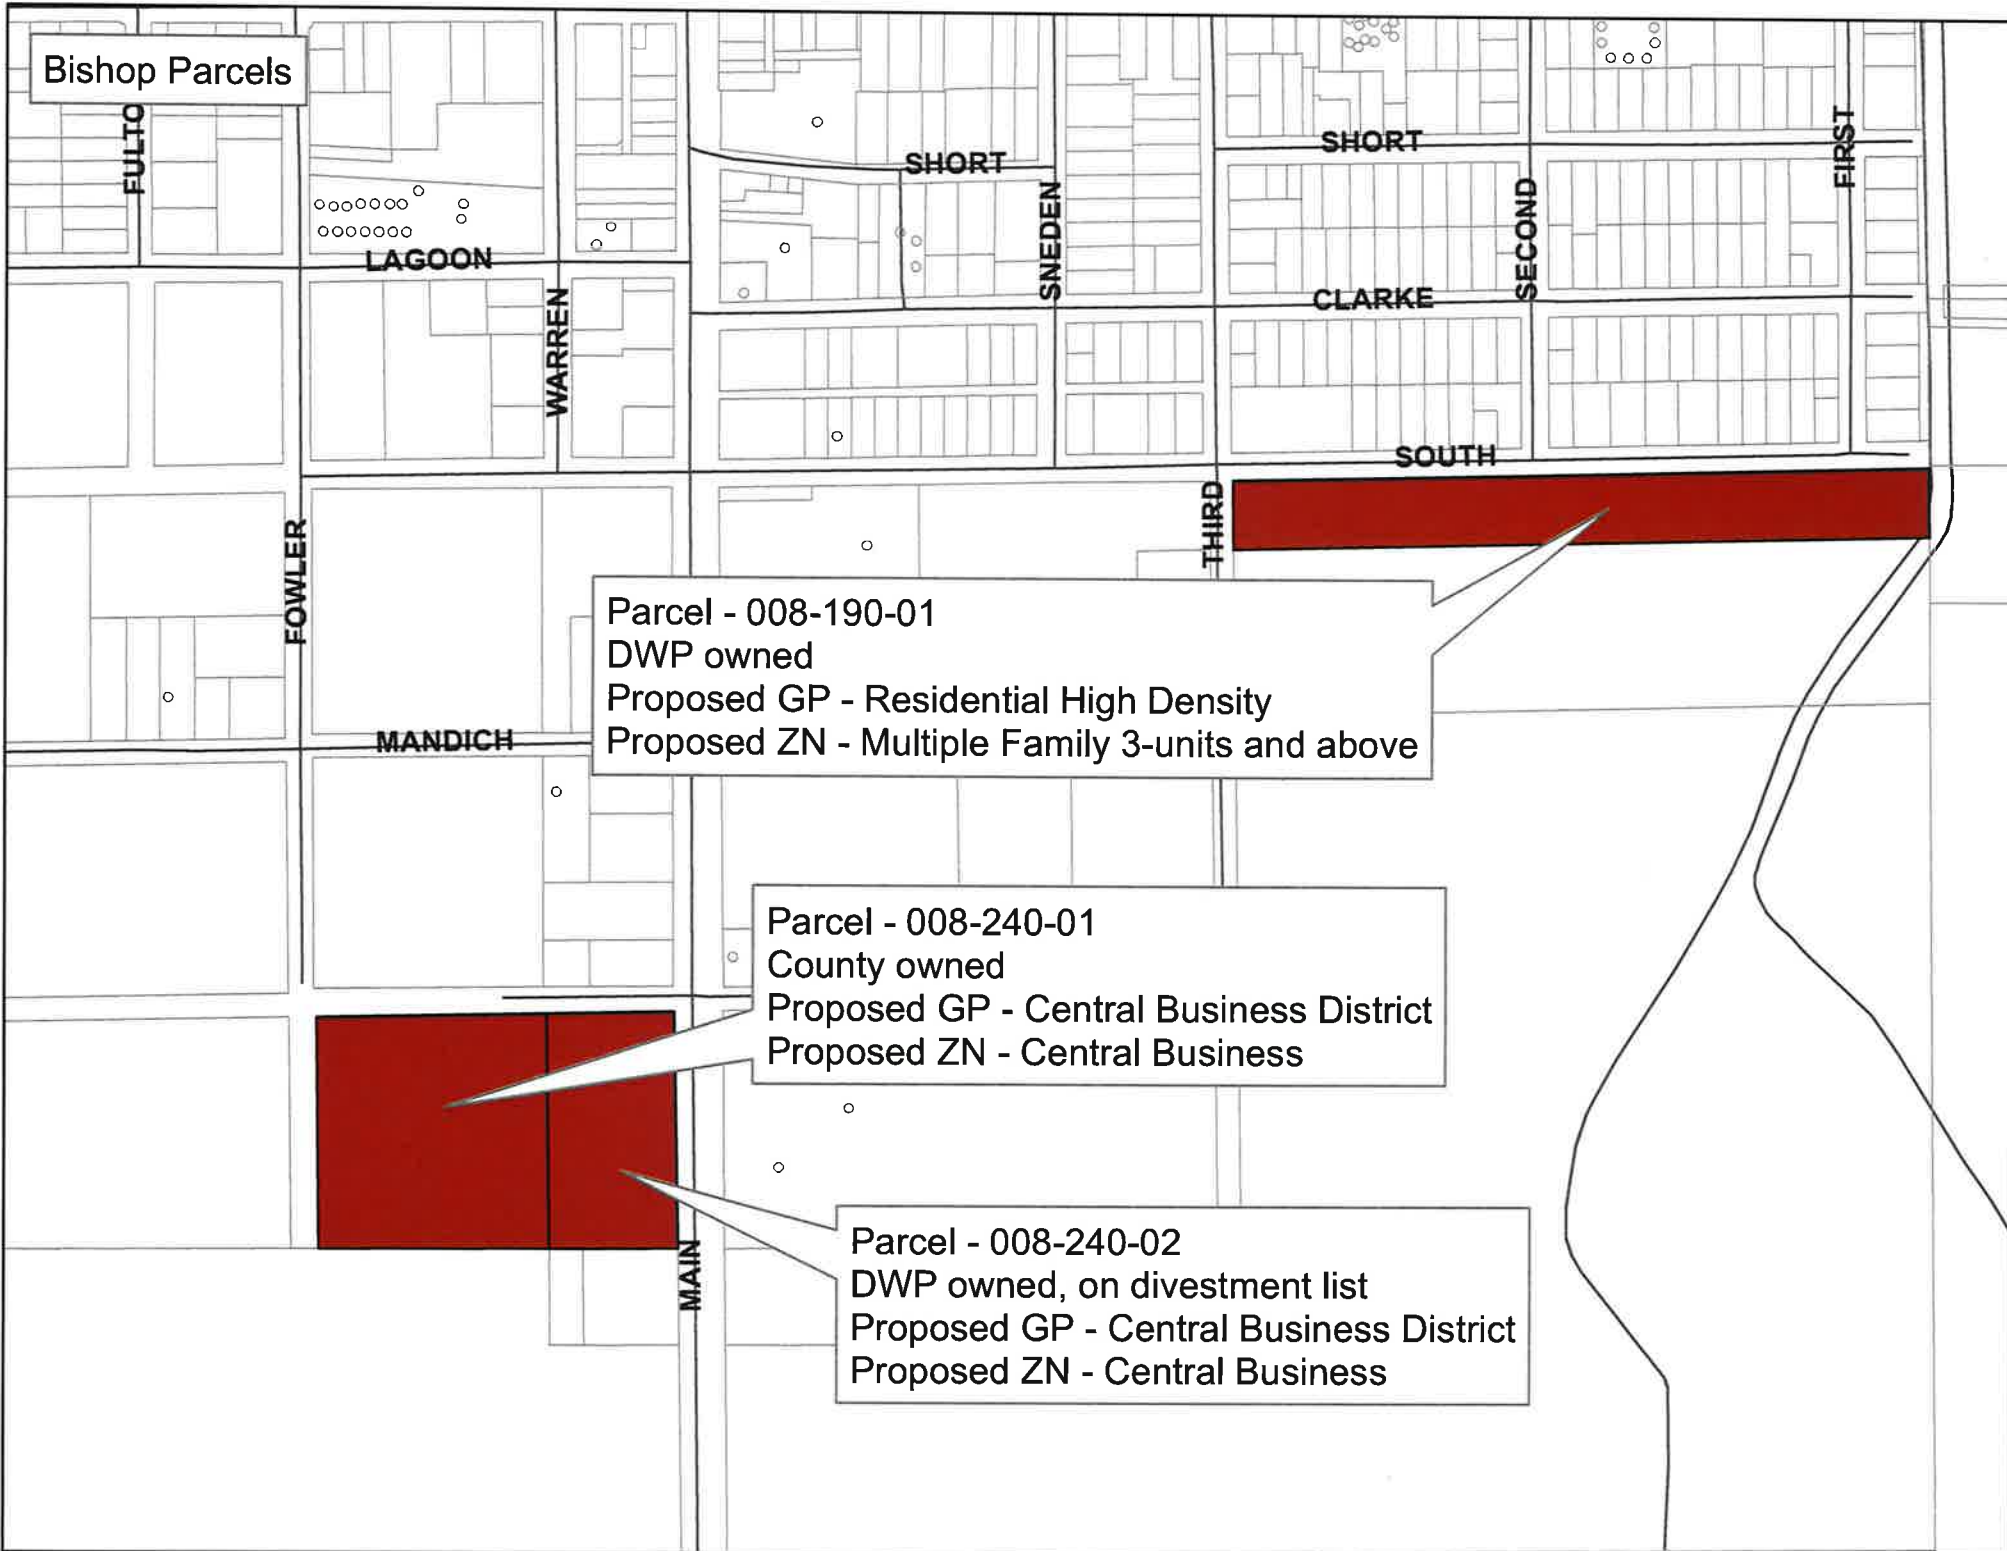 Bishop Parcels
FULTO
SHORT
SHORT
FIRST
SNEDEN
SECOND
LAGOON
WARREN
CLARKE
SOUTH
THIRD
FOWLER
Parcel - 008-190-01
DWP owned
Proposed GP - Residential High Density
Proposed ZN - Multiple Family 3-units and above
MANDICH
Parcel - 008-240-01
County owned
Proposed GP - Central Business District
Proposed ZN - Central Business
Parcel - 008-240-02
DWP owned, on divestment list
Proposed GP - Central Business District
Proposed ZN - Central Business
MAIN